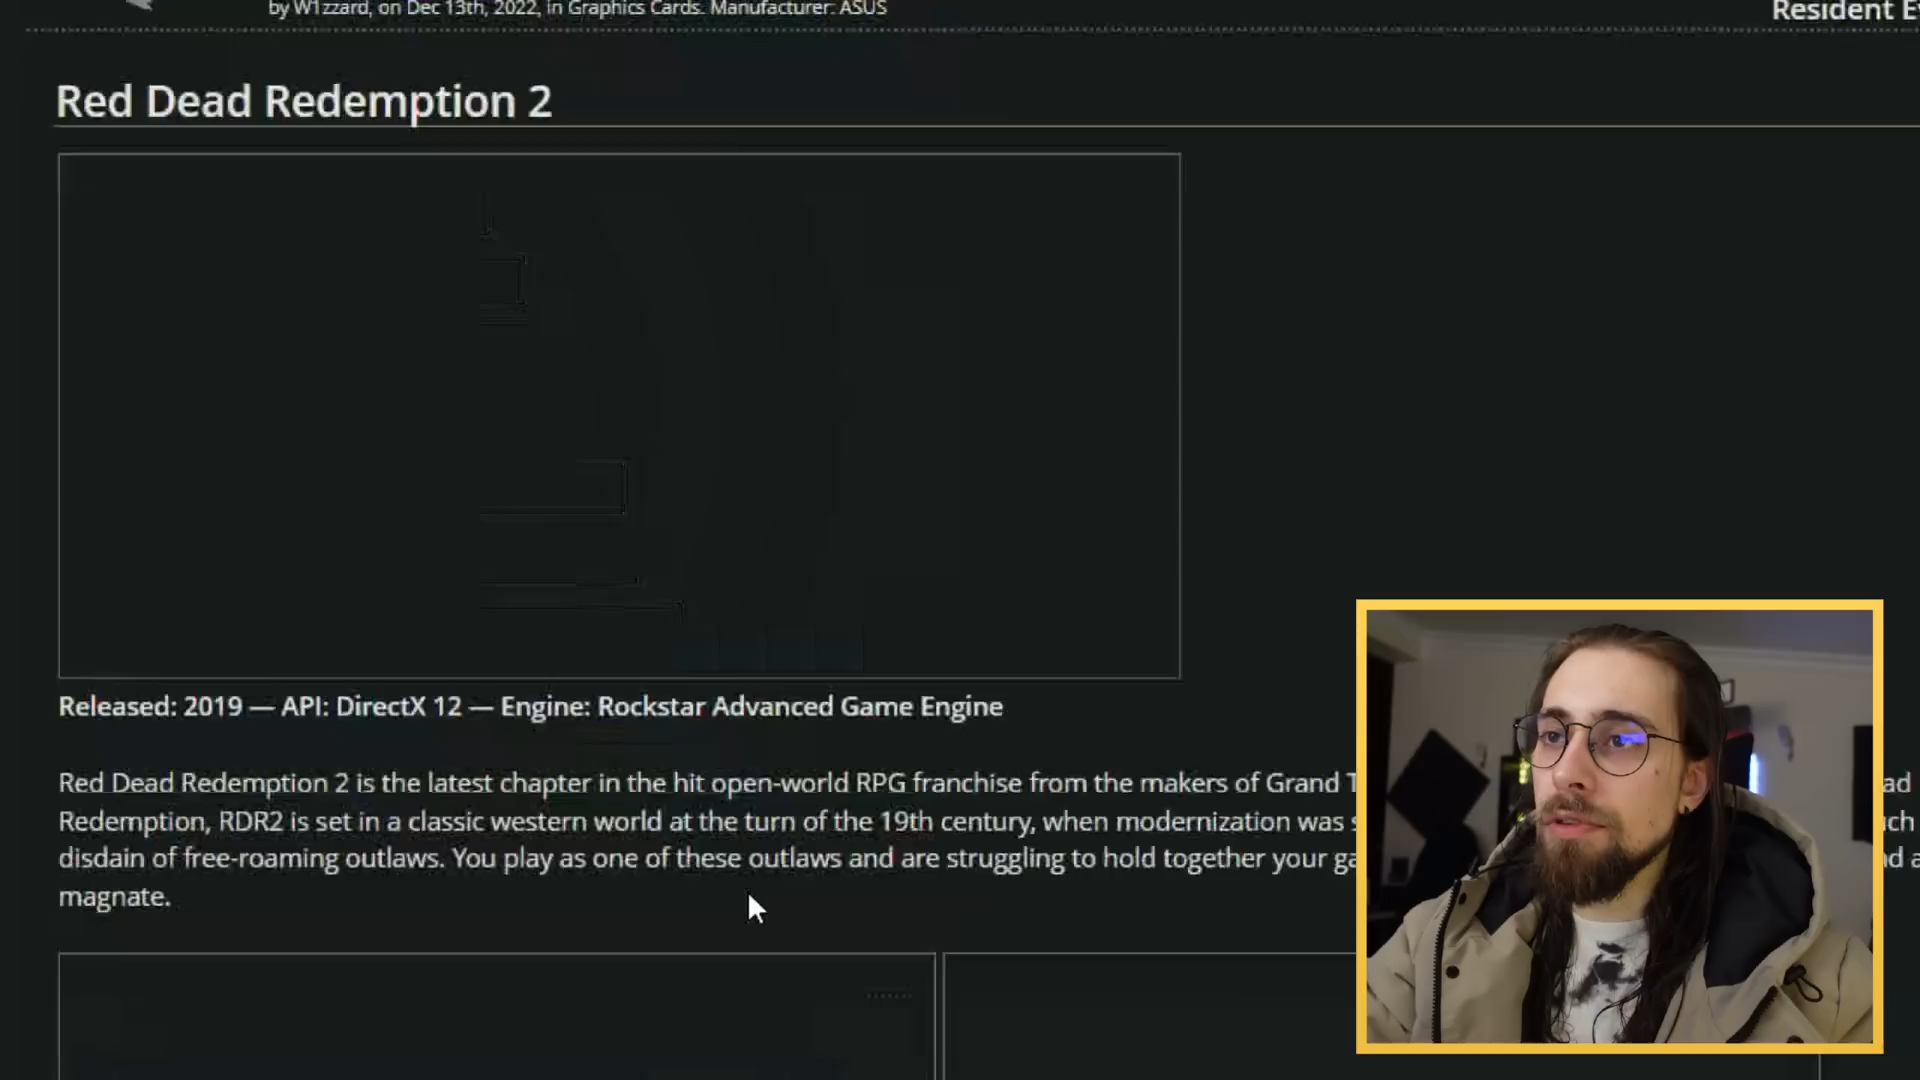 by W1zzard, on Dec 13th, 2022, in Graphics Cards. Manufacturer: ASUS
Resident
Red Dead Redemption 2
Released: 2019 — API: DirectX 12 — Engine: Rockstar Advanced Game Engine
Red Dead Redemption 2 is the latest chapter in the hit open-world RPG franchise from the makers of Grand
Redemption, RDR2 is set in a classic western world at the turn of the 19th century, when modernization was
disdain of free-roaming outlaws. You play as one of these outlaws and are struggling to hold together your
magnate.